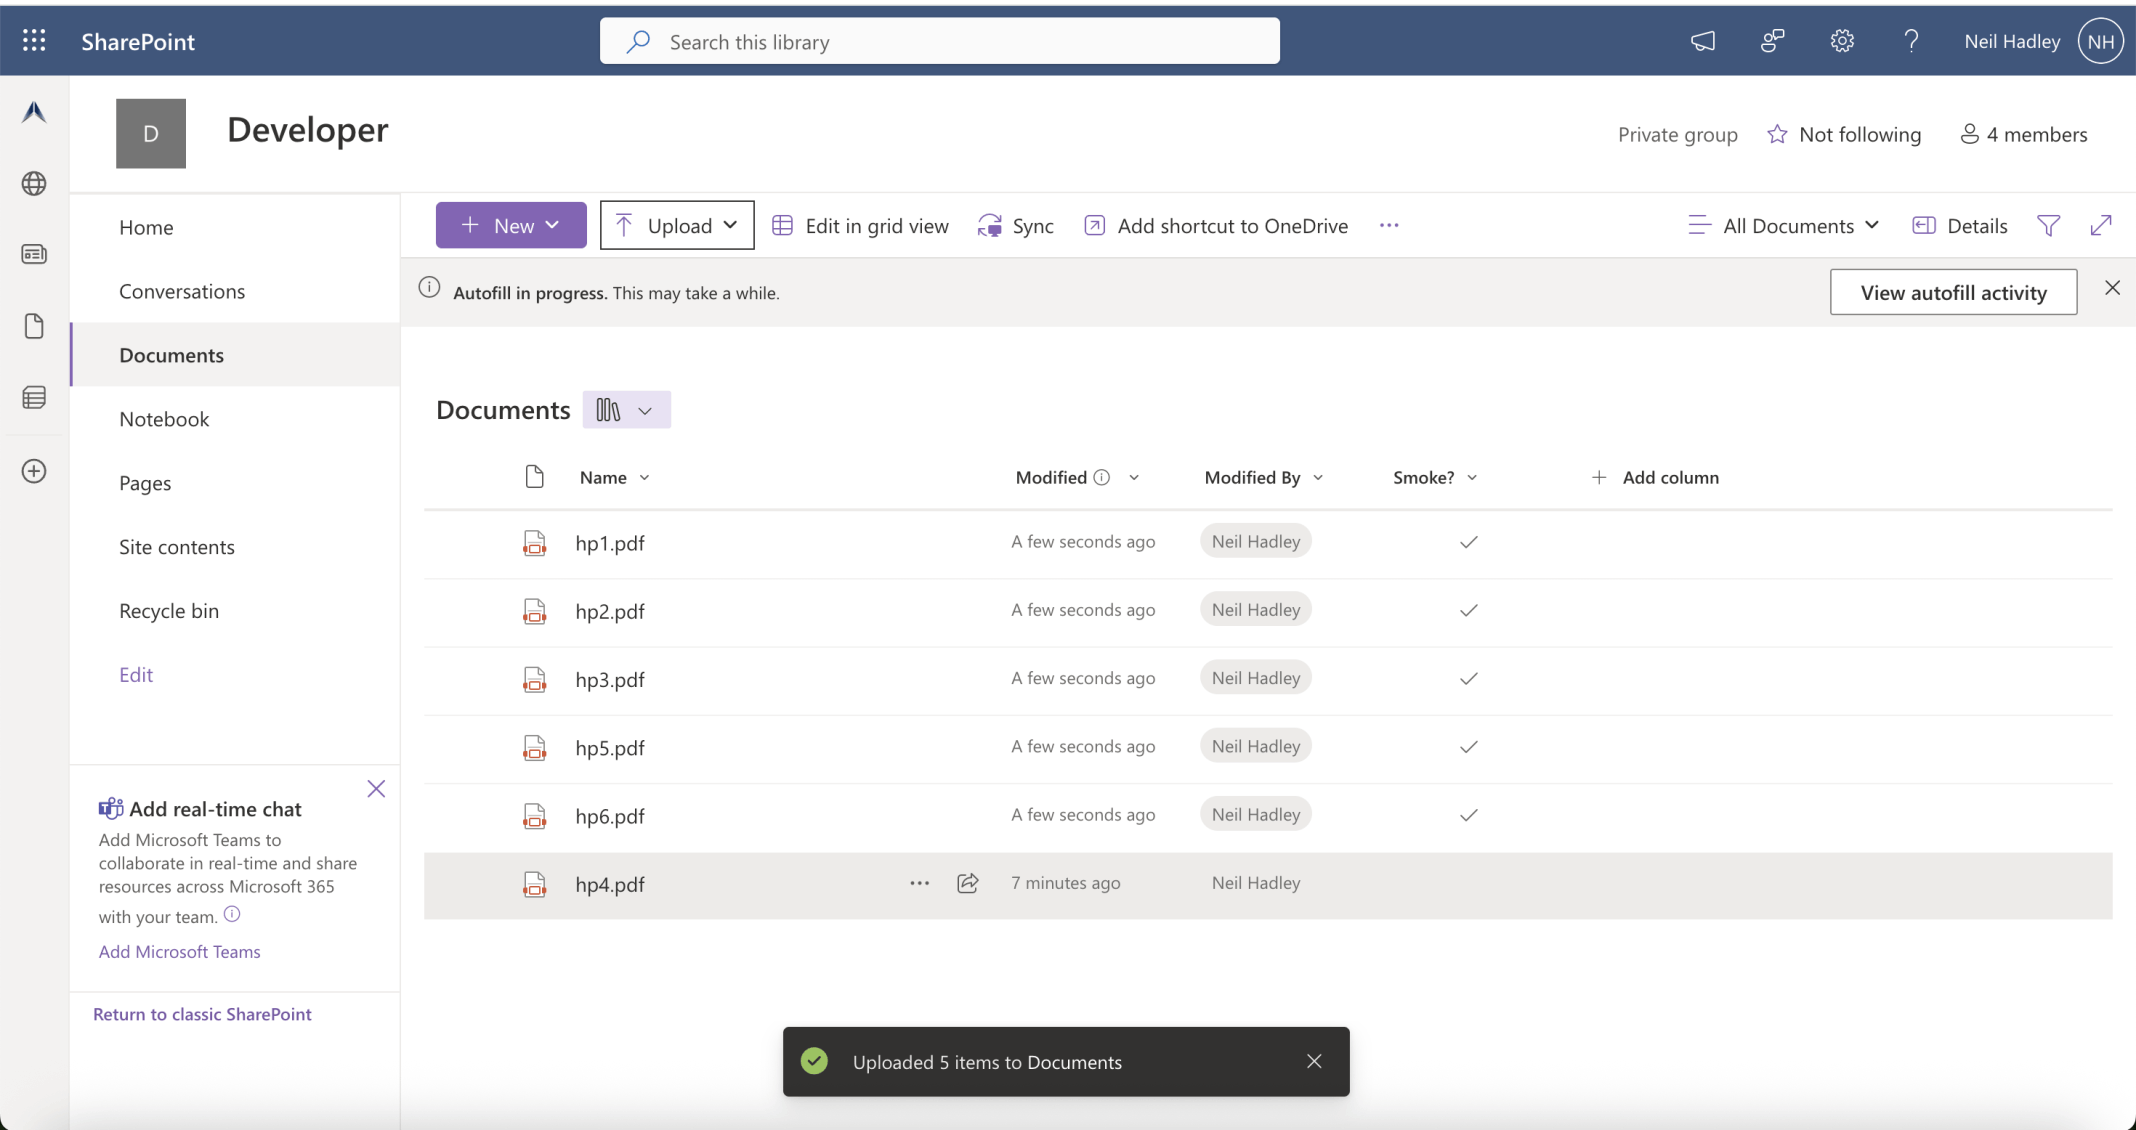 SharePoint
Search this library
Neil Hadley
NH
D
Developer
Private group
Not following
4 members
Home
Conversations
Documents
Notebook
Pages
Site contents
Recycle bin
Edit
New
Upload
Edit in grid view
Sync
Add shortcut to OneDrive
All Documents
Details
Autofill in progress. This may take a while.
View autofill activity
Documents
Name
Modified
Modified By
Smoke?
Add column
hp1.pdf A few seconds ago Neil Hadley
hp2.pdf A few seconds ago Neil Hadley
hp3.pdf A few seconds ago Neil Hadley
hp5.pdf A few seconds ago Neil Hadley
hp6.pdf A few seconds ago Neil Hadley
hp4.pdf 7 minutes ago Neil Hadley
Add real-time chat
Add Microsoft Teams to
collaborate in real-time and share
resources across Microsoft 365
with your team.
Add Microsoft Teams
Return to classic SharePoint
Uploaded 5 items to Documents